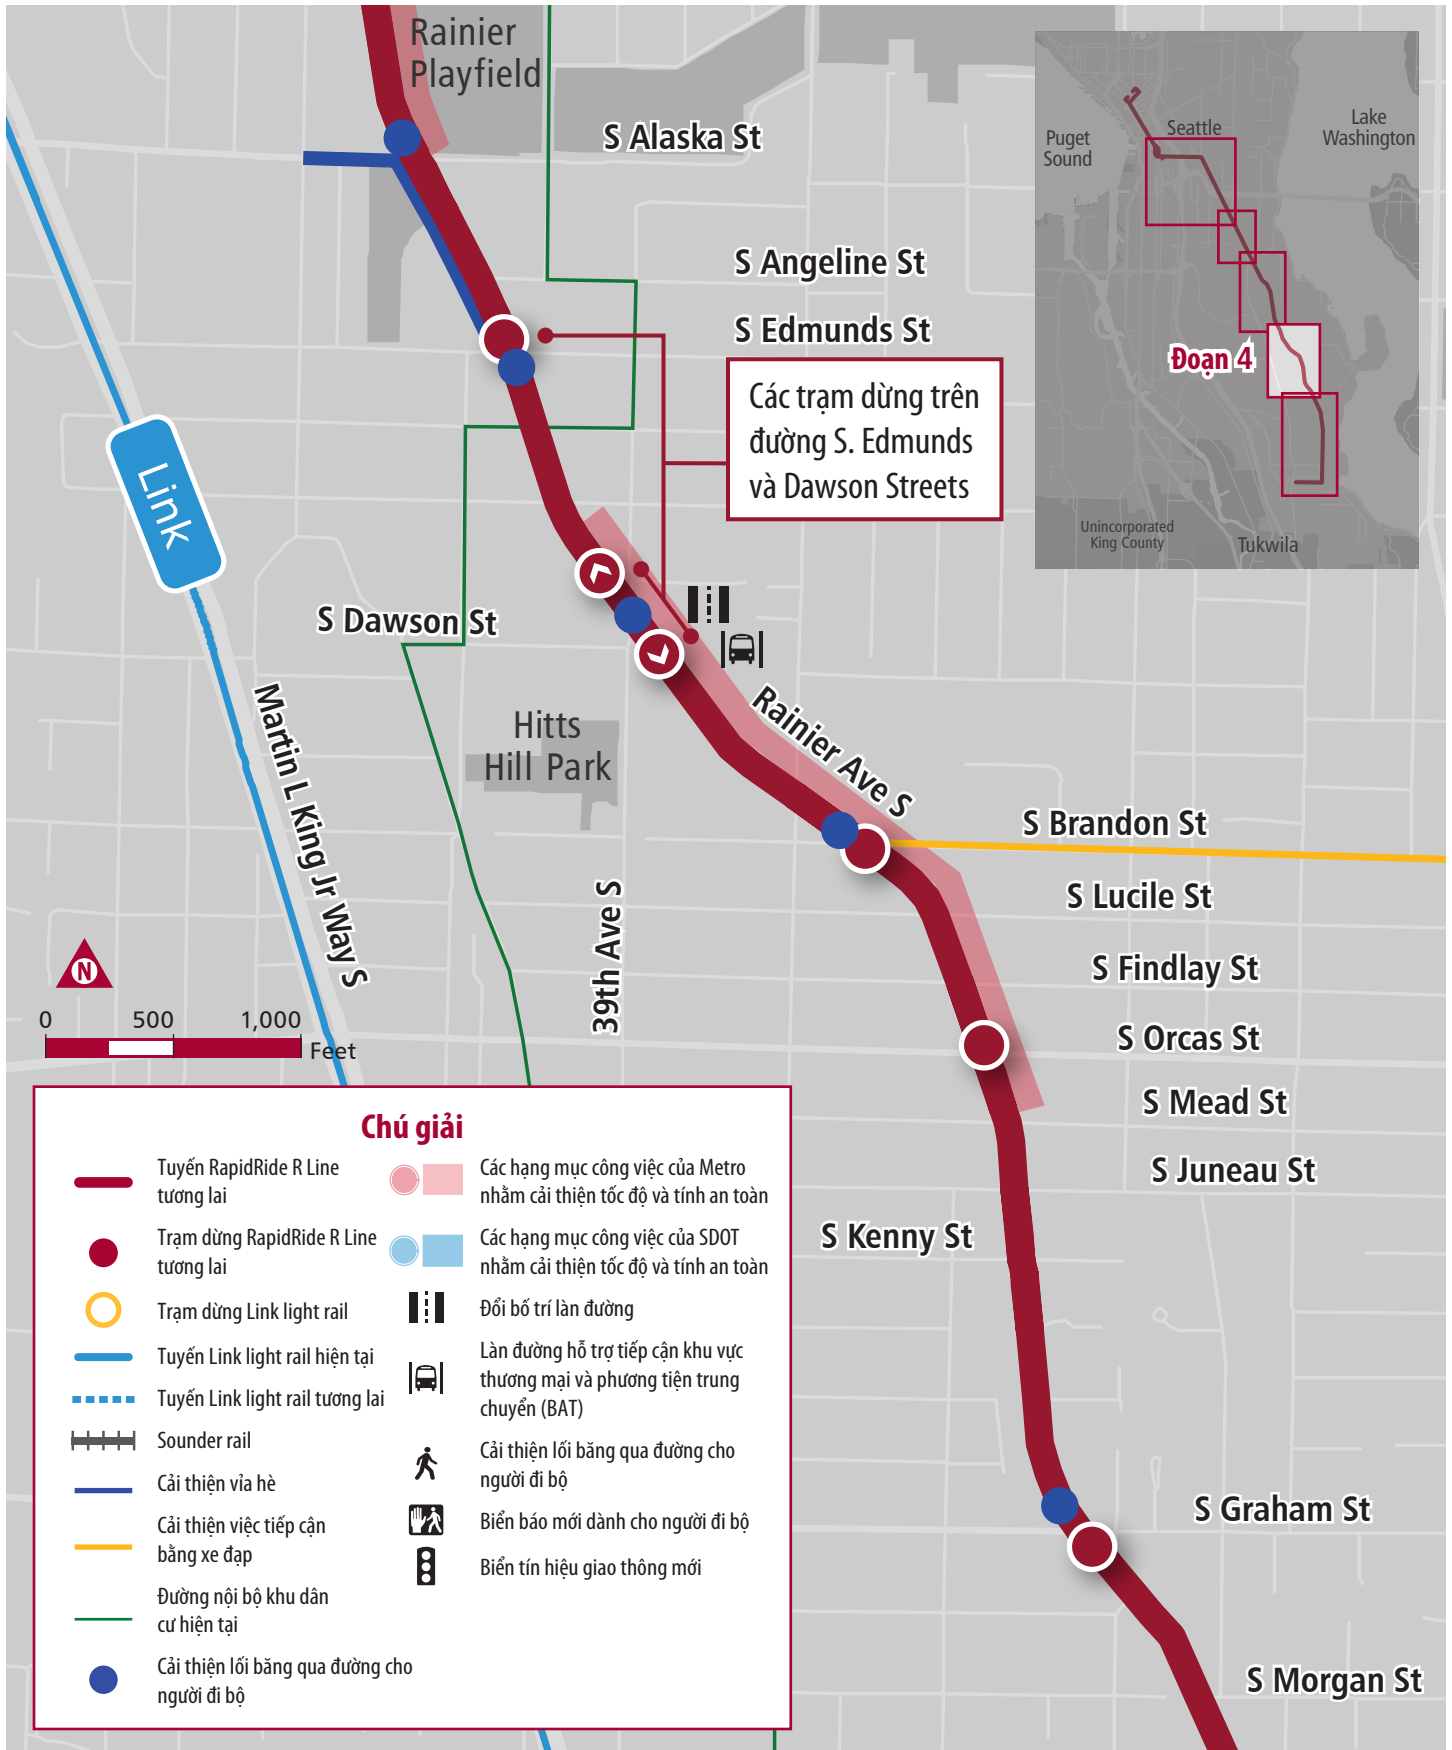 Rainier
Playfield
S Alaska St
S Angeline St
S Edmunds St
Các trạm dừng trên
đường S. Edmunds
và Dawson Streets
Puget
Sound
Seattle
Lake
Washington
Đoạn 4
Unincorporated
King County
Tukwila
Link
S Dawson St
Martin L King Jr Way S
Hitts
Hill Park
Rainier Ave S
S Brandon St
S Lucile St
39th Ave S
S Findlay St
N
0 500 1,000
Feet
S Orcas St
S Mead St
S Juneau St
S Kenny St
S Graham St
S Morgan St
Chú giải
Tuyến RapidRide R Line
tương lai
Trạm dừng RapidRide R Line
tương lai
Trạm dừng Link light rail
Tuyến Link light rail hiện tại
Tuyến Link light rail tương lai
Sounder rail
Cải thiện vỉa hè
Cải thiện việc tiếp cận
bằng xe đạp
Đường nội bộ khu dân
cư hiện tại
Cải thiện lối băng qua đường cho
người đi bộ
Các hạng mục công việc của Metro
nhằm cải thiện tốc độ và tính an toàn
Các hạng mục công việc của SDOT
nhằm cải thiện tốc độ và tính an toàn
Đổi bố trí làn đường
Làn đường hỗ trợ tiếp cận khu vực
thương mại và phương tiện trung
chuyển (BAT)
Cải thiện lối băng qua đường cho
người đi bộ
Biển báo mới dành cho người đi bộ
Biển tín hiệu giao thông mới